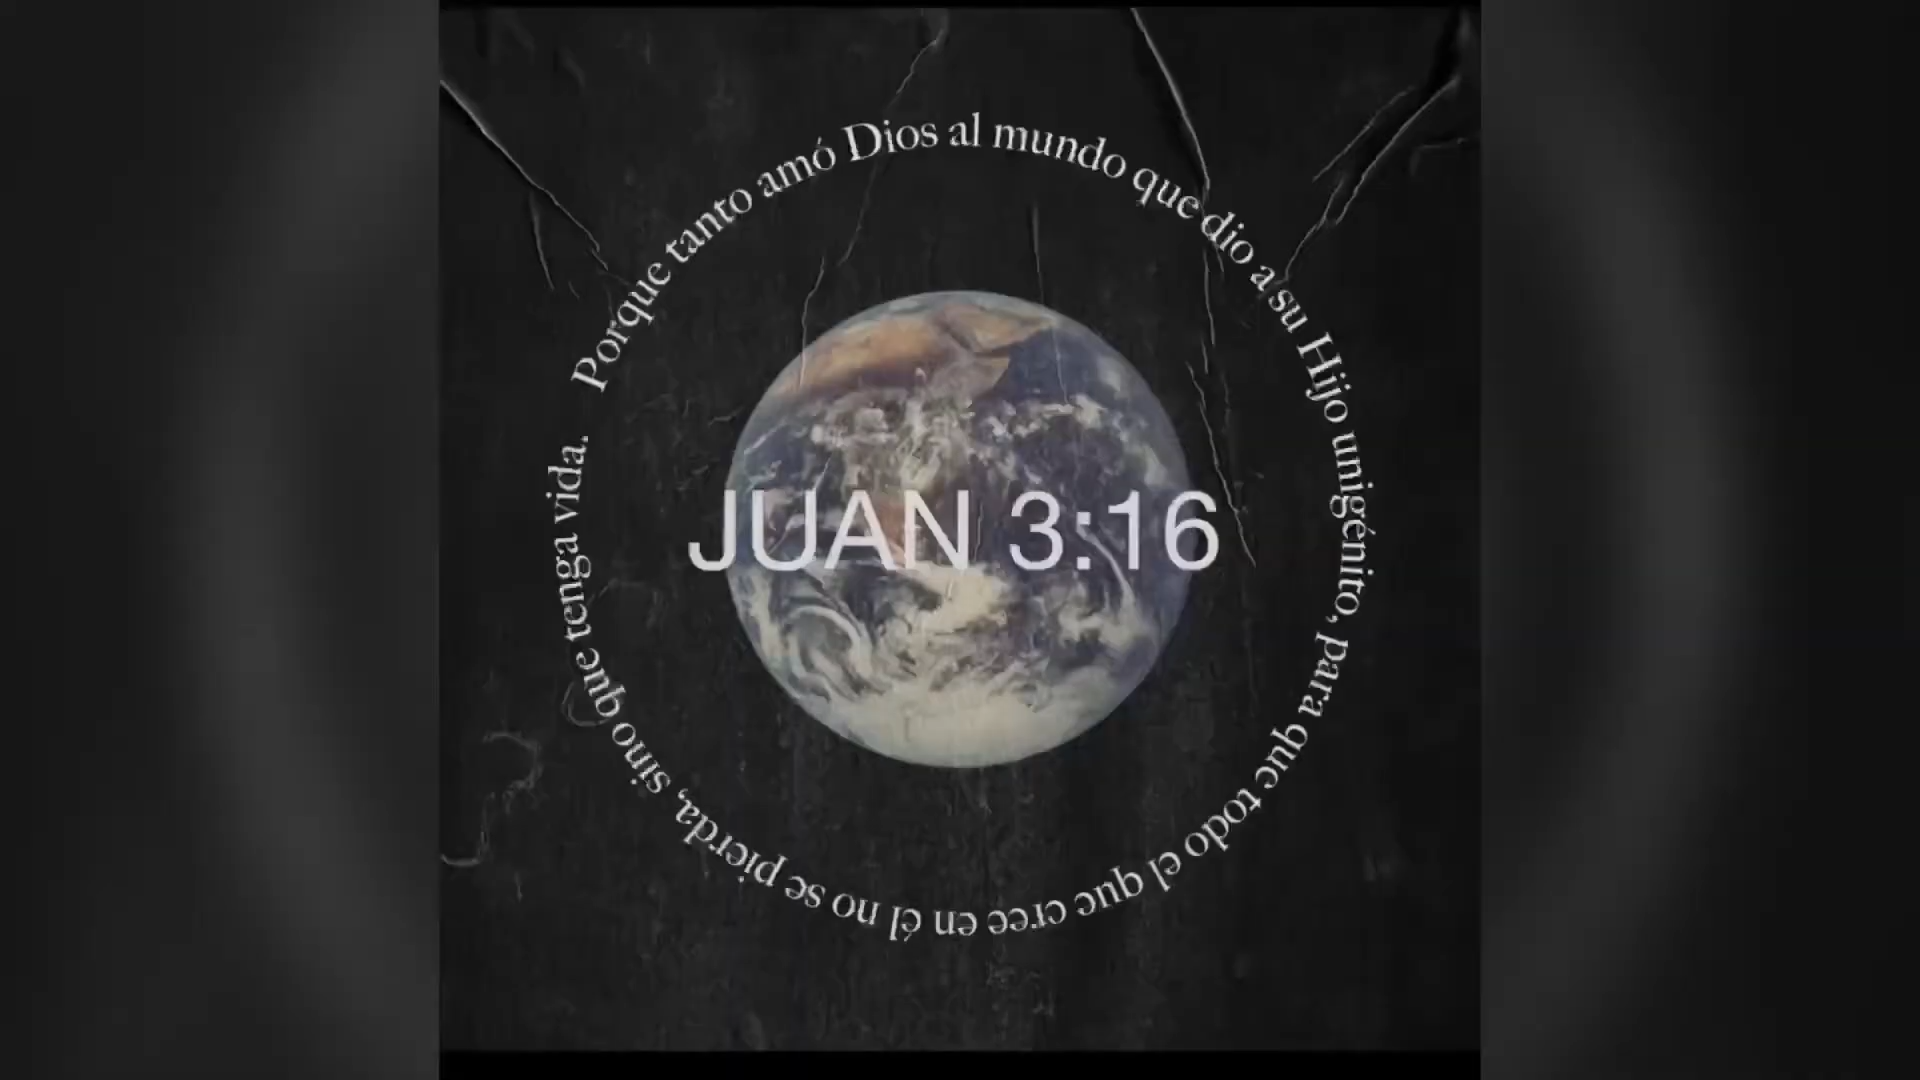 Porque tanto amó Dios al mundo que dio a su Hijo unigénito, para que todo el que cree en él no se pierda, sino que tenga vida.
JUAN 3:16